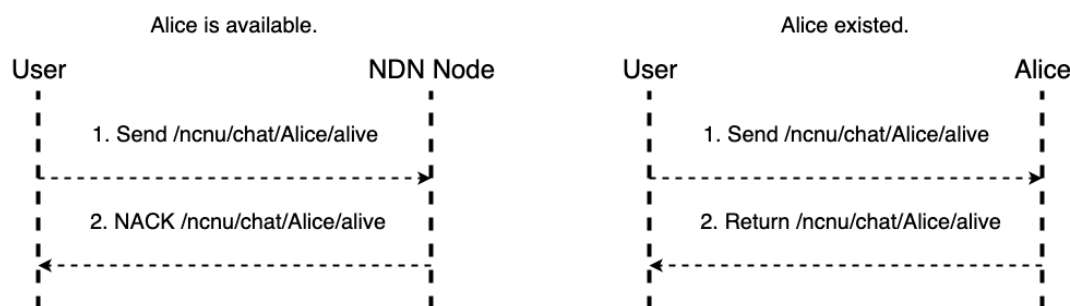 Alice is available.
User
NDN Node
1. Send /ncnu/chat/Alice/alive
2. NACK /ncnu/chat/Alice/alive
Alice existed.
User
Alice
1. Send /ncnu/chat/Alice/alive
2. Return /ncnu/chat/Alice/alive